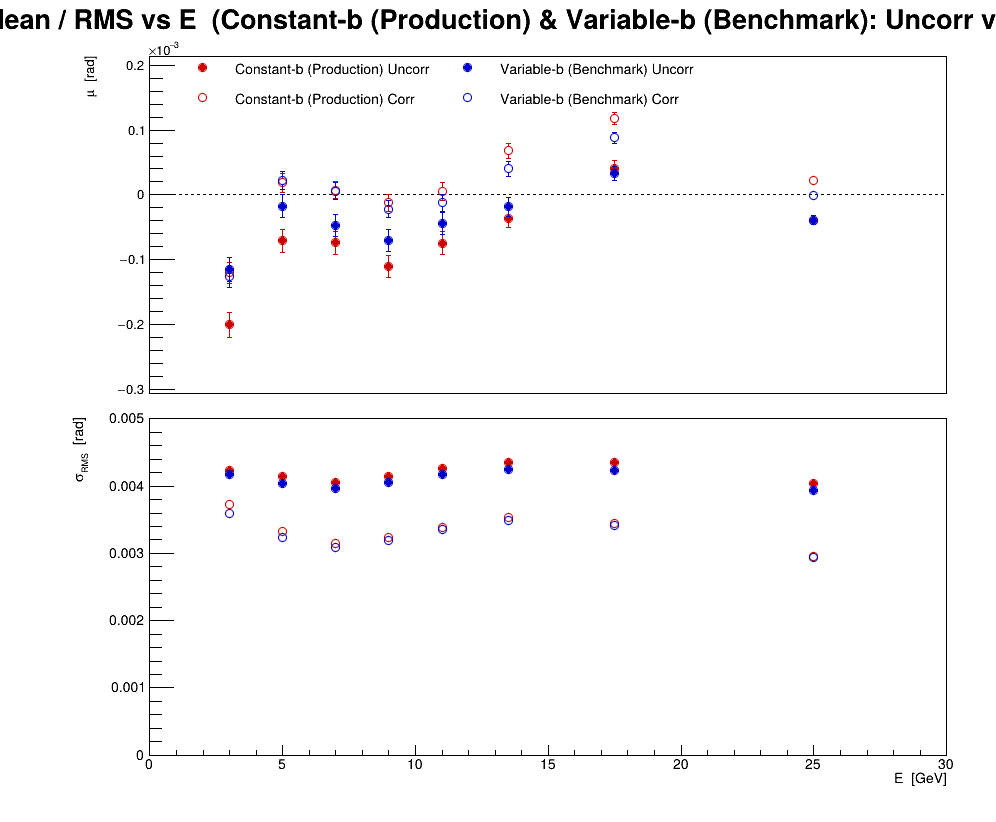 lean / RMS vs E (Constant-b (Production) & Variable-b (Benchmark): Uncorr v
×10⁻³
μ [rad]
Constant-b (Production) Uncorr
Variable-b (Benchmark) Uncorr
Constant-b (Production) Corr
Variable-b (Benchmark) Corr
0.2
0.1
0
−0.1
−0.2
−0.3
σRMS [rad]
0.005
0.004
0.003
0.002
0.001
0
0 5 10 15 20 25 30
E [GeV]